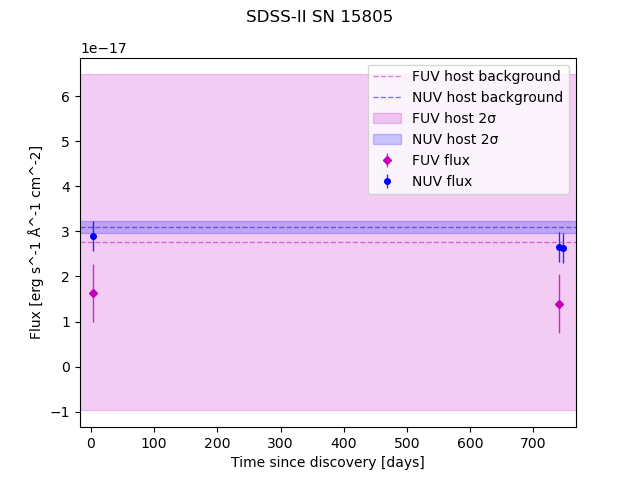 SDSS-II SN 15805
1e−17
FUV host background
NUV host background
FUV host 2σ
NUV host 2σ
FUV flux
NUV flux
6
5
4
3
2
1
0
−1
Flux [erg s^-1 Å^-1 cm^-2]
0 100 200 300 400 500 600 700
Time since discovery [days]